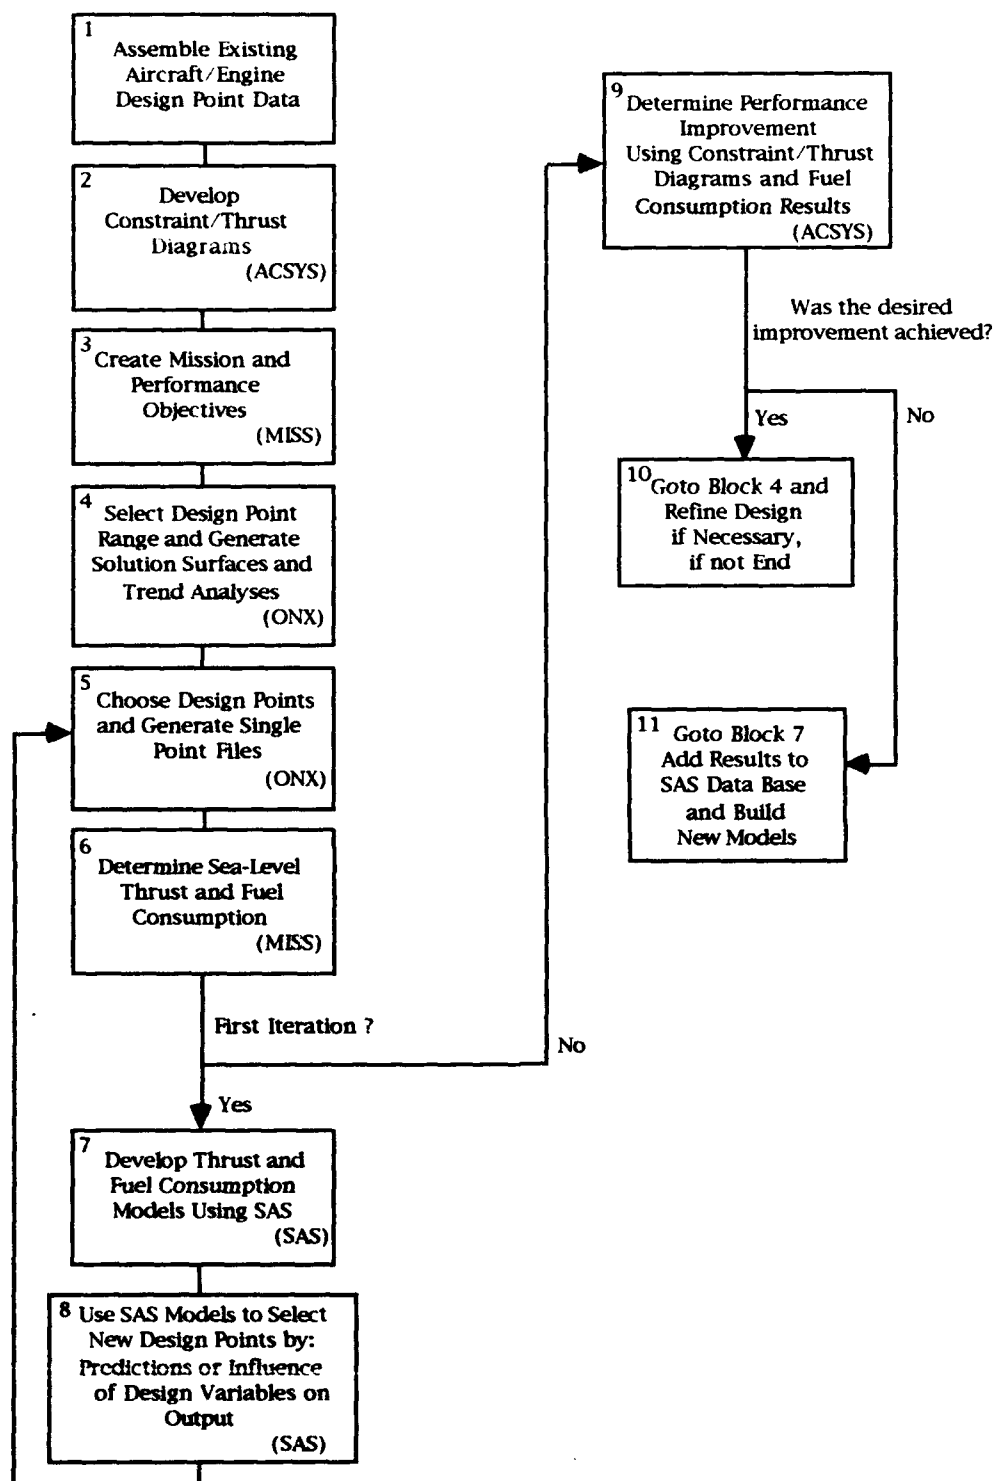 1
Assemble Existing
Aircraft/Engine
Design Point Data
2
Develop
Constraint/Thrust
Diagrams
(ACSYS)
3
Create Mission and
Performance
Objectives
(MISS)
4
Select Design Point
Range and Generate
Solution Surfaces and
Trend Analyses
(ONX)
5
Choose Design Points
and Generate Single
Point Files
(ONX)
6
Determine Sea-Level
Thrust and Fuel
Consumption
(MISS)
First Iteration ?
No
Yes
7
Develop Thrust and
Fuel Consumption
Models Using SAS
(SAS)
8 Use SAS Models to Select
New Design Points by:
Predictions or Influence
of Design Variables on
Output
(SAS)
9
Determine Performance
Improvement
Using Constraint/Thrust
Diagrams and Fuel
Consumption Results
(ACSYS)
Was the desired
improvement achieved?
Yes
No
10
Goto Block 4 and
Refine Design
if Necessary,
if not End
11
Goto Block 7
Add Results to
SAS Data Base
and Build
New Models